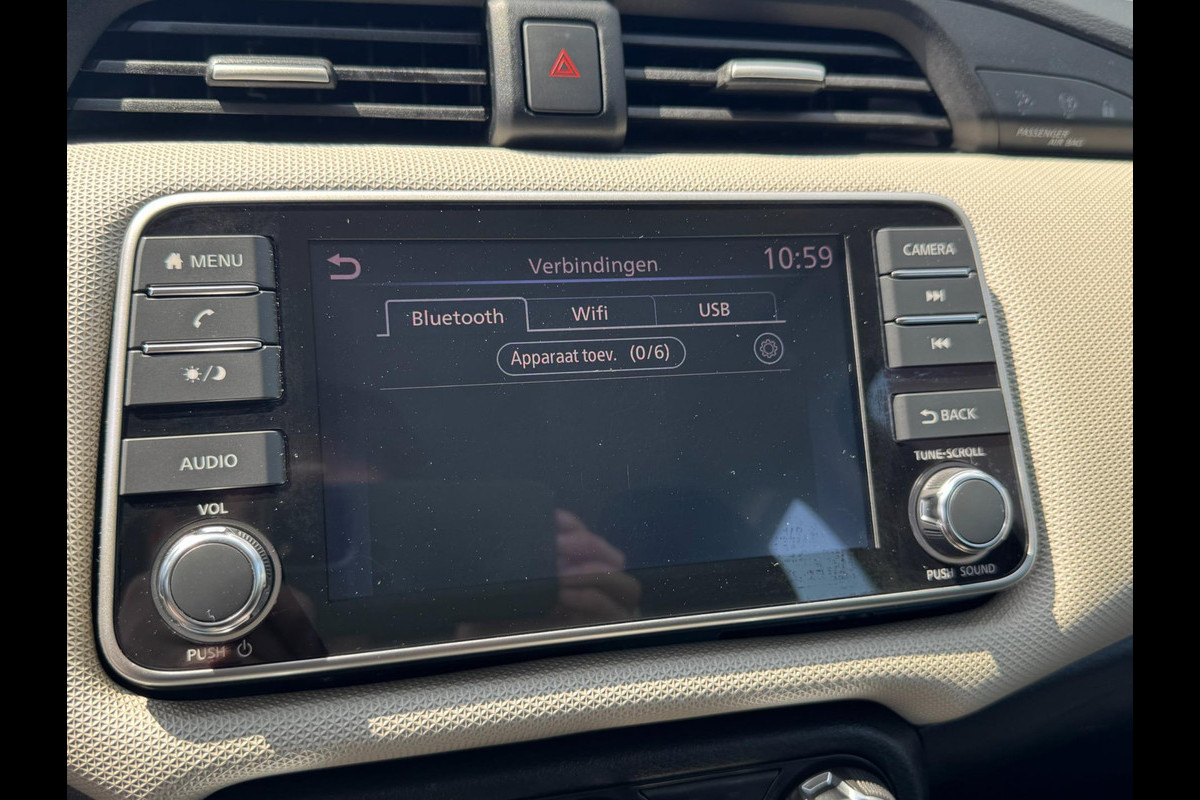 PASSENGER
AIR BAG
MENU
Verbindingen
10:59
CAMERA
Bluetooth
Wifi
USB
Apparaat toev. (0/6)
BACK
AUDIO
TUNE-SCROLL
VOL
PUSH SOUND
PUSH